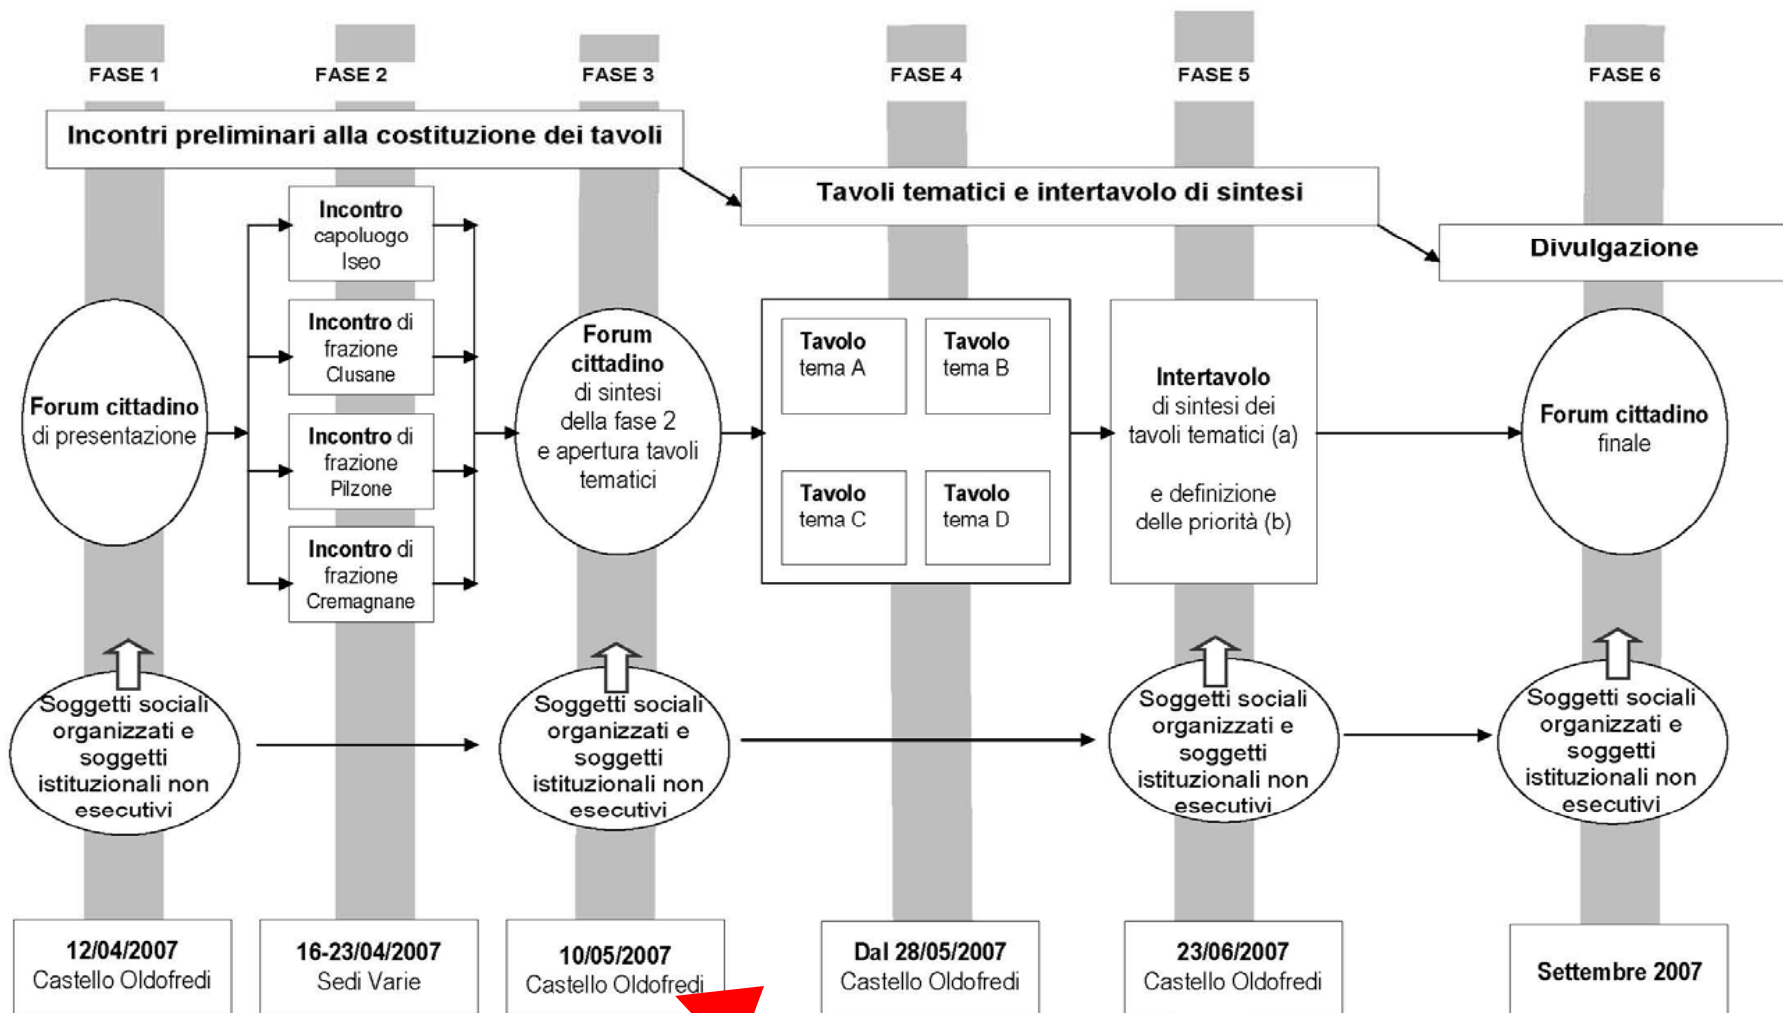 FASE 1
FASE 2
FASE 3
FASE 4
FASE 5
FASE 6
Incontri preliminari alla costituzione dei tavoli
Tavoli tematici e intertavolo di sintesi
Divulgazione
Forum cittadino
di presentazione
Incontro
capoluogo
Iseo
Incontro di
frazione
Clusane
Incontro di
frazione
Pilzone
Incontro di
frazione
Cremagnane
Forum
cittadino
di sintesi
della fase 2
e apertura tavoli
tematici
Tavolo
tema A
Tavolo
tema B
Tavolo
tema C
Tavolo
tema D
Intertavolo
di sintesi dei
tavoli tematici (a)
e definizione
delle priorità (b)
Forum cittadino
finale
Soggetti sociali
organizzati e
soggetti
istituzionali non
esecutivi
Soggetti sociali
organizzati e
soggetti
istituzionali non
esecutivi
Soggetti sociali
organizzati e
soggetti
istituzionali non
esecutivi
Soggetti sociali
organizzati e
soggetti
istituzionali non
esecutivi
12/04/2007
Castello Oldofredi
16-23/04/2007
Sedi Varie
10/05/2007
Castello Oldofredi
Dal 28/05/2007
Castello Oldofredi
23/06/2007
Castello Oldofredi
Settembre 2007